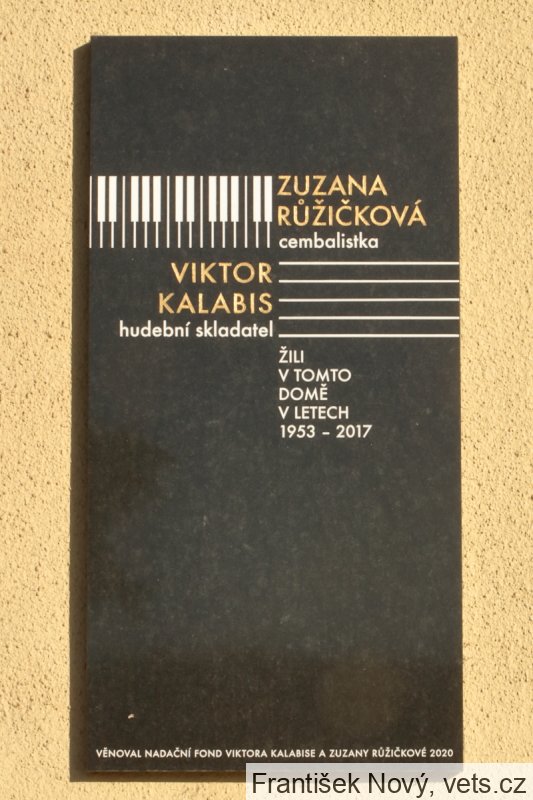 ZUZANA
RŮŽIČKOVÁ
cembalistka
VIKTOR
KALABIS
hudební skladatel
ŽILI
V TOMTO
DOMĚ
V LETECH
1953 – 2017
VĚNOVAL NADAČNÍ FOND VIKTORA KALABISE A ZUZANY RŮŽIČKOVÉ 2020
František Nový, vets.cz